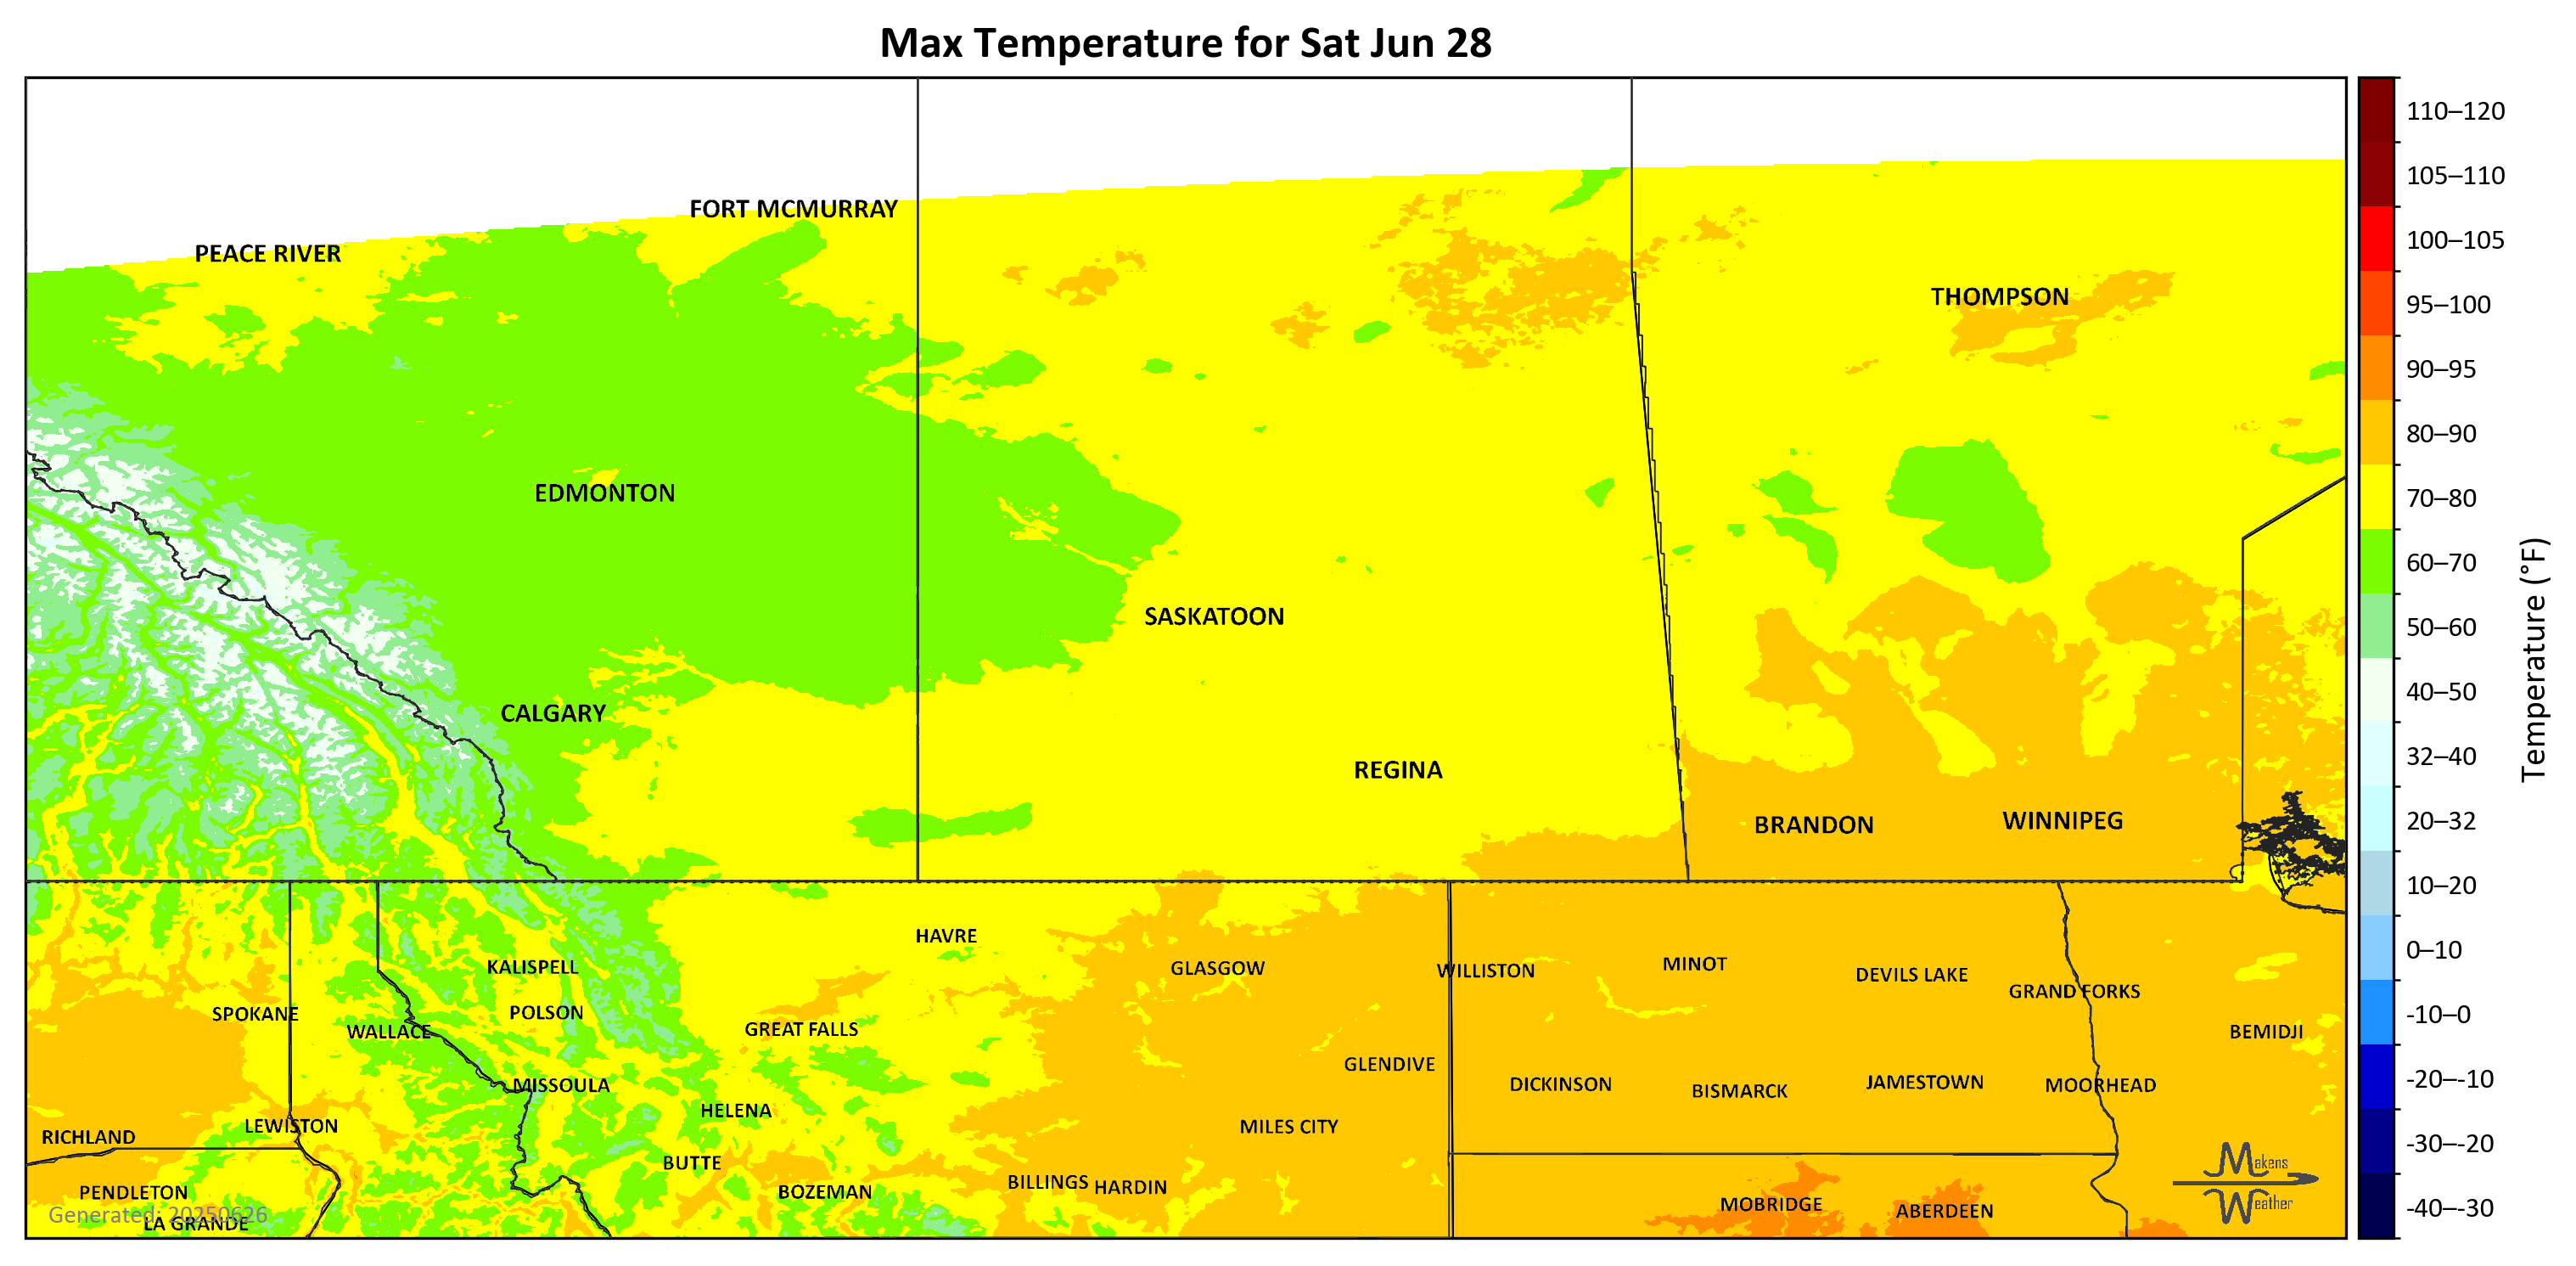 Max Temperature for Sat Jun 28
FORT MCMURRAY
PEACE RIVER
THOMPSON
EDMONTON
SASKATOON
CALGARY
REGINA
BRANDON
WINNIPEG
HAVRE
KALISPELL
GLASGOW
WILLISTON
MINOT
DEVILS LAKE
GRAND FORKS
SPOKANE
POLSON
WALLACE
GREAT FALLS
BEMIDJI
GLENDIVE
MISSOULA
DICKINSON
BISMARCK
JAMESTOWN
MOORHEAD
HELENA
LEWISTON
MILES CITY
RICHLAND
BUTTE
PENDLETON
BOZEMAN
BILLINGS
HARDIN
MOBRIDGE
ABERDEEN
Generated: 20250626
LA GRANDE
Makens
Weather
110–120
105–110
100–105
95–100
90–95
80–90
70–80
60–70
50–60
40–50
32–40
20–32
10–20
0–10
-10–0
-20–-10
-30–-20
-40–-30
Temperature (°F)